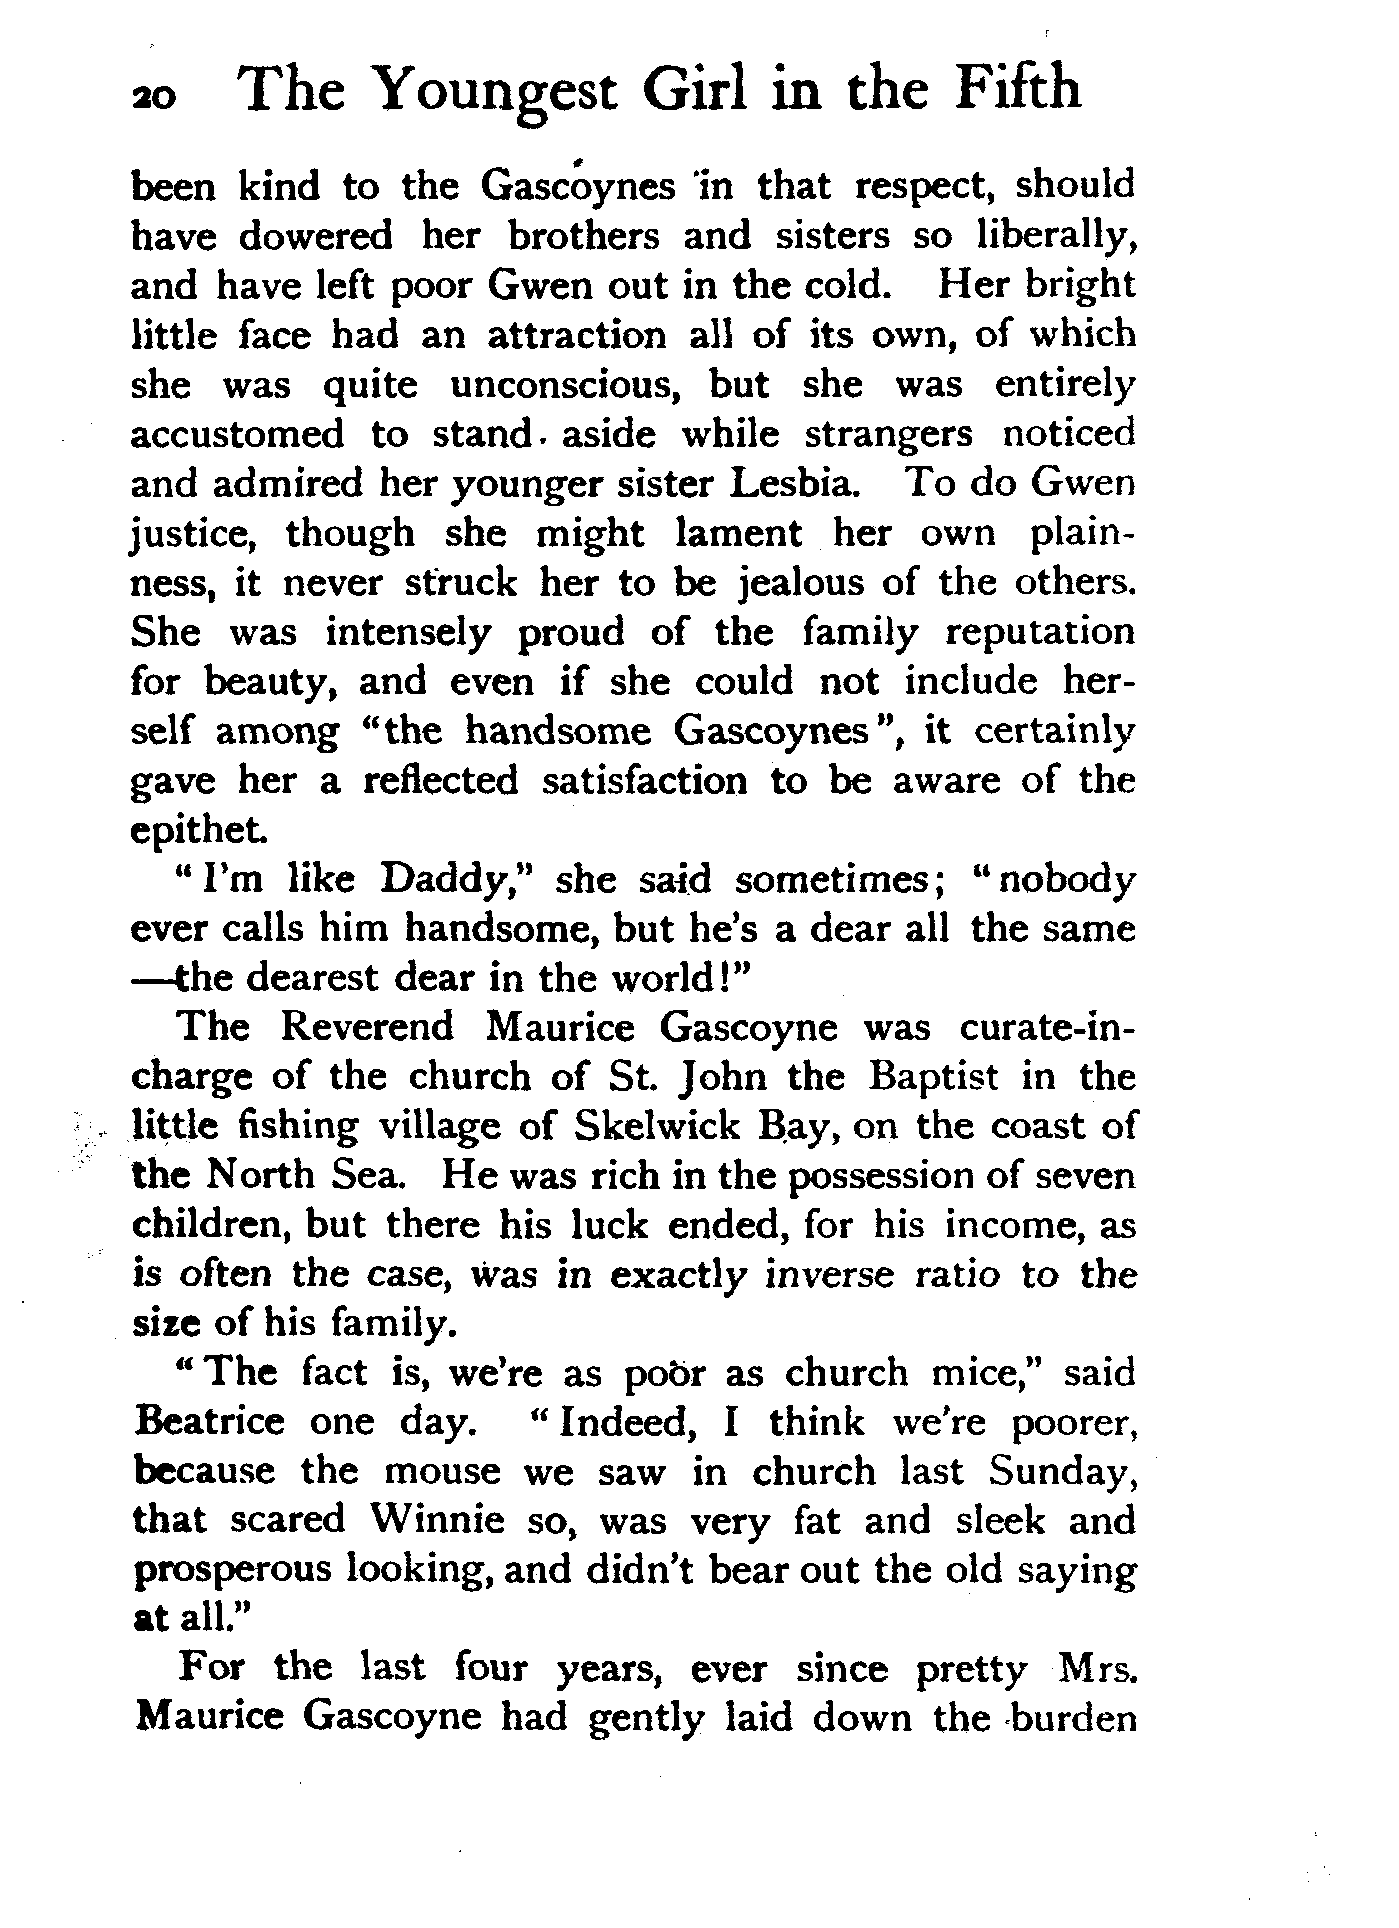 20 The Youngest Girl in the Fifth
been kind to the Gascoynes in that respect, should
have dowered her brothers and sisters so liberally,
and have left poor Gwen out in the cold. Her bright
little face had an attraction all of its own, of which
she was quite unconscious, but she was entirely
accustomed to stand aside while strangers noticed
and admired her younger sister Lesbia. To do Gwen
justice, though she might lament her own plain-
ness, it never struck her to be jealous of the others.
She was intensely proud of the family reputation
for beauty, and even if she could not include her-
self among "the handsome Gascoynes", it certainly
gave her a reflected satisfaction to be aware of the
epithet.
"I'm like Daddy," she said sometimes; "nobody
ever calls him handsome, but he's a dear all the same
—the dearest dear in the world!"
The Reverend Maurice Gascoyne was curate-in-
charge of the church of St. John the Baptist in the
little fishing village of Skelwick Bay, on the coast of
the North Sea. He was rich in the possession of seven
children, but there his luck ended, for his income, as
is often the case, was in exactly inverse ratio to the
size of his family.
"The fact is, we're as poor as church mice," said
Beatrice one day. "Indeed, I think we're poorer,
because the mouse we saw in church last Sunday,
that scared Winnie so, was very fat and sleek and
prosperous looking, and didn't bear out the old saying
at all."
For the last four years, ever since pretty Mrs.
Maurice Gascoyne had gently laid down the burden